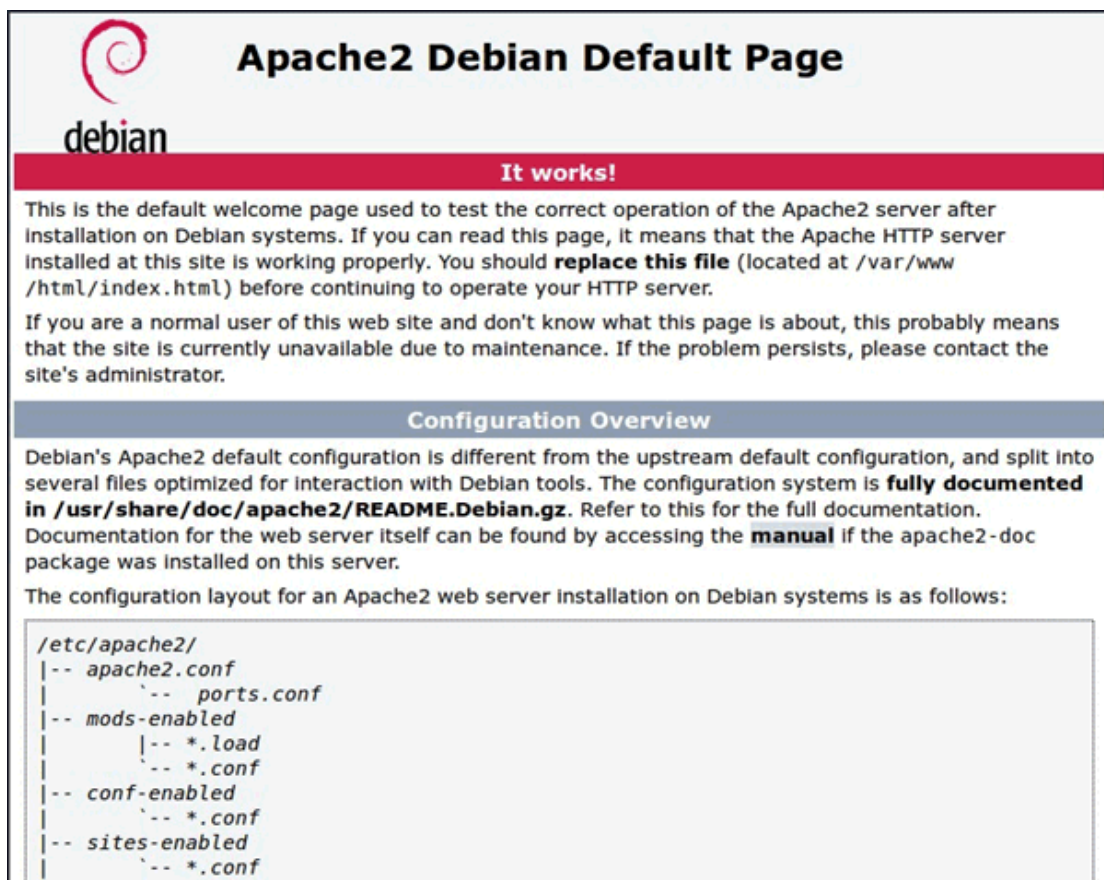 debian
Apache2 Debian Default Page
It works!
This is the default welcome page used to test the correct operation of the Apache2 server after
installation on Debian systems. If you can read this page, it means that the Apache HTTP server
installed at this site is working properly. You should replace this file (located at /var/www
/html/index.html) before continuing to operate your HTTP server.
If you are a normal user of this web site and don't know what this page is about, this probably means
that the site is currently unavailable due to maintenance. If the problem persists, please contact the
site's administrator.
Configuration Overview
Debian's Apache2 default configuration is different from the upstream default configuration, and split into
several files optimized for interaction with Debian tools. The configuration system is fully documented
in /usr/share/doc/apache2/README.Debian.gz. Refer to this for the full documentation.
Documentation for the web server itself can be found by accessing the manual if the apache2-doc
package was installed on this server.
The configuration layout for an Apache2 web server installation on Debian systems is as follows:
/etc/apache2/
|-- apache2.conf
|       `--  ports.conf
|-- mods-enabled
|       |-- *.load
|       `-- *.conf
|-- conf-enabled
|       `-- *.conf
|-- sites-enabled
|       `-- *.conf